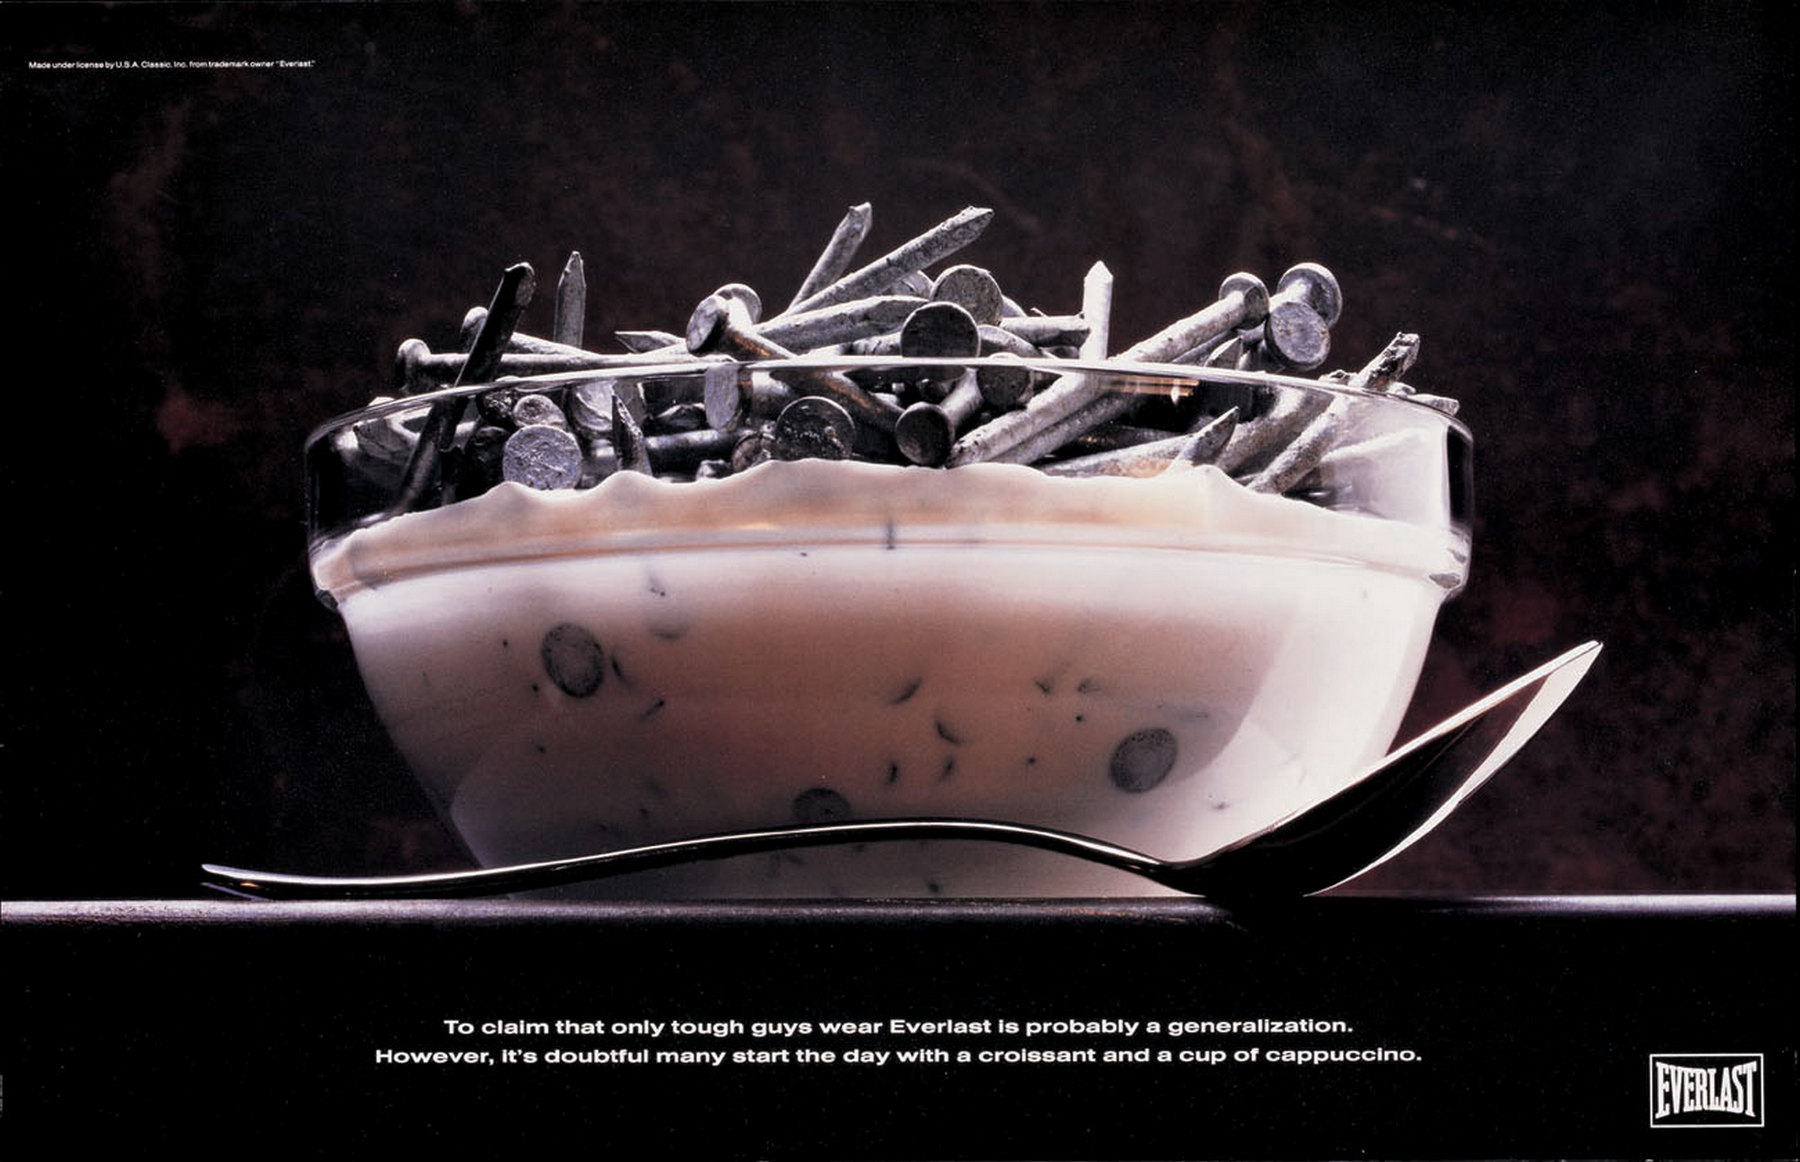 Made under license by U.S.A. Classic, Inc. from trademark owner "Everlast."
To claim that only tough guys wear Everlast is probably a generalization.
However, it's doubtful many start the day with a croissant and a cup of cappuccino.
EVERLAST